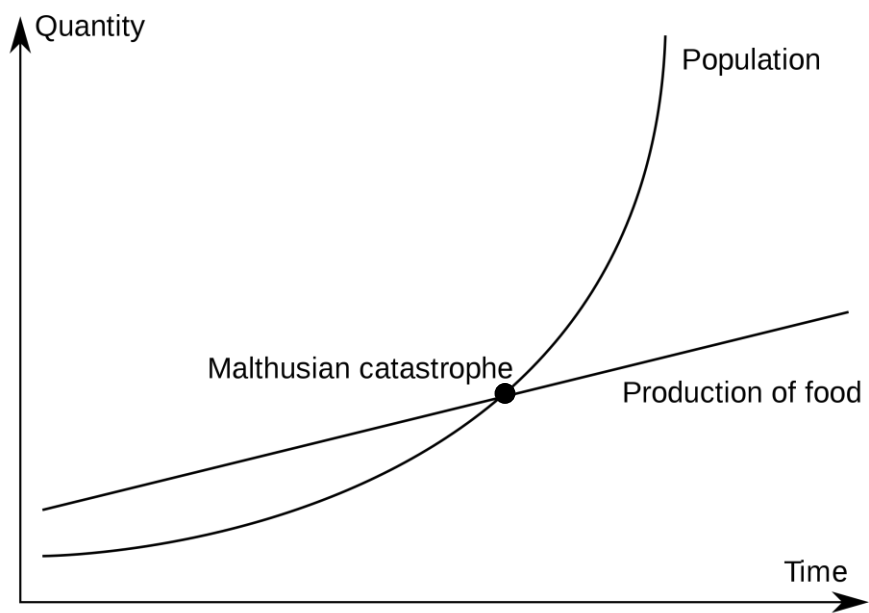 Quantity
Population
Malthusian catastrophe
Production of food
Time